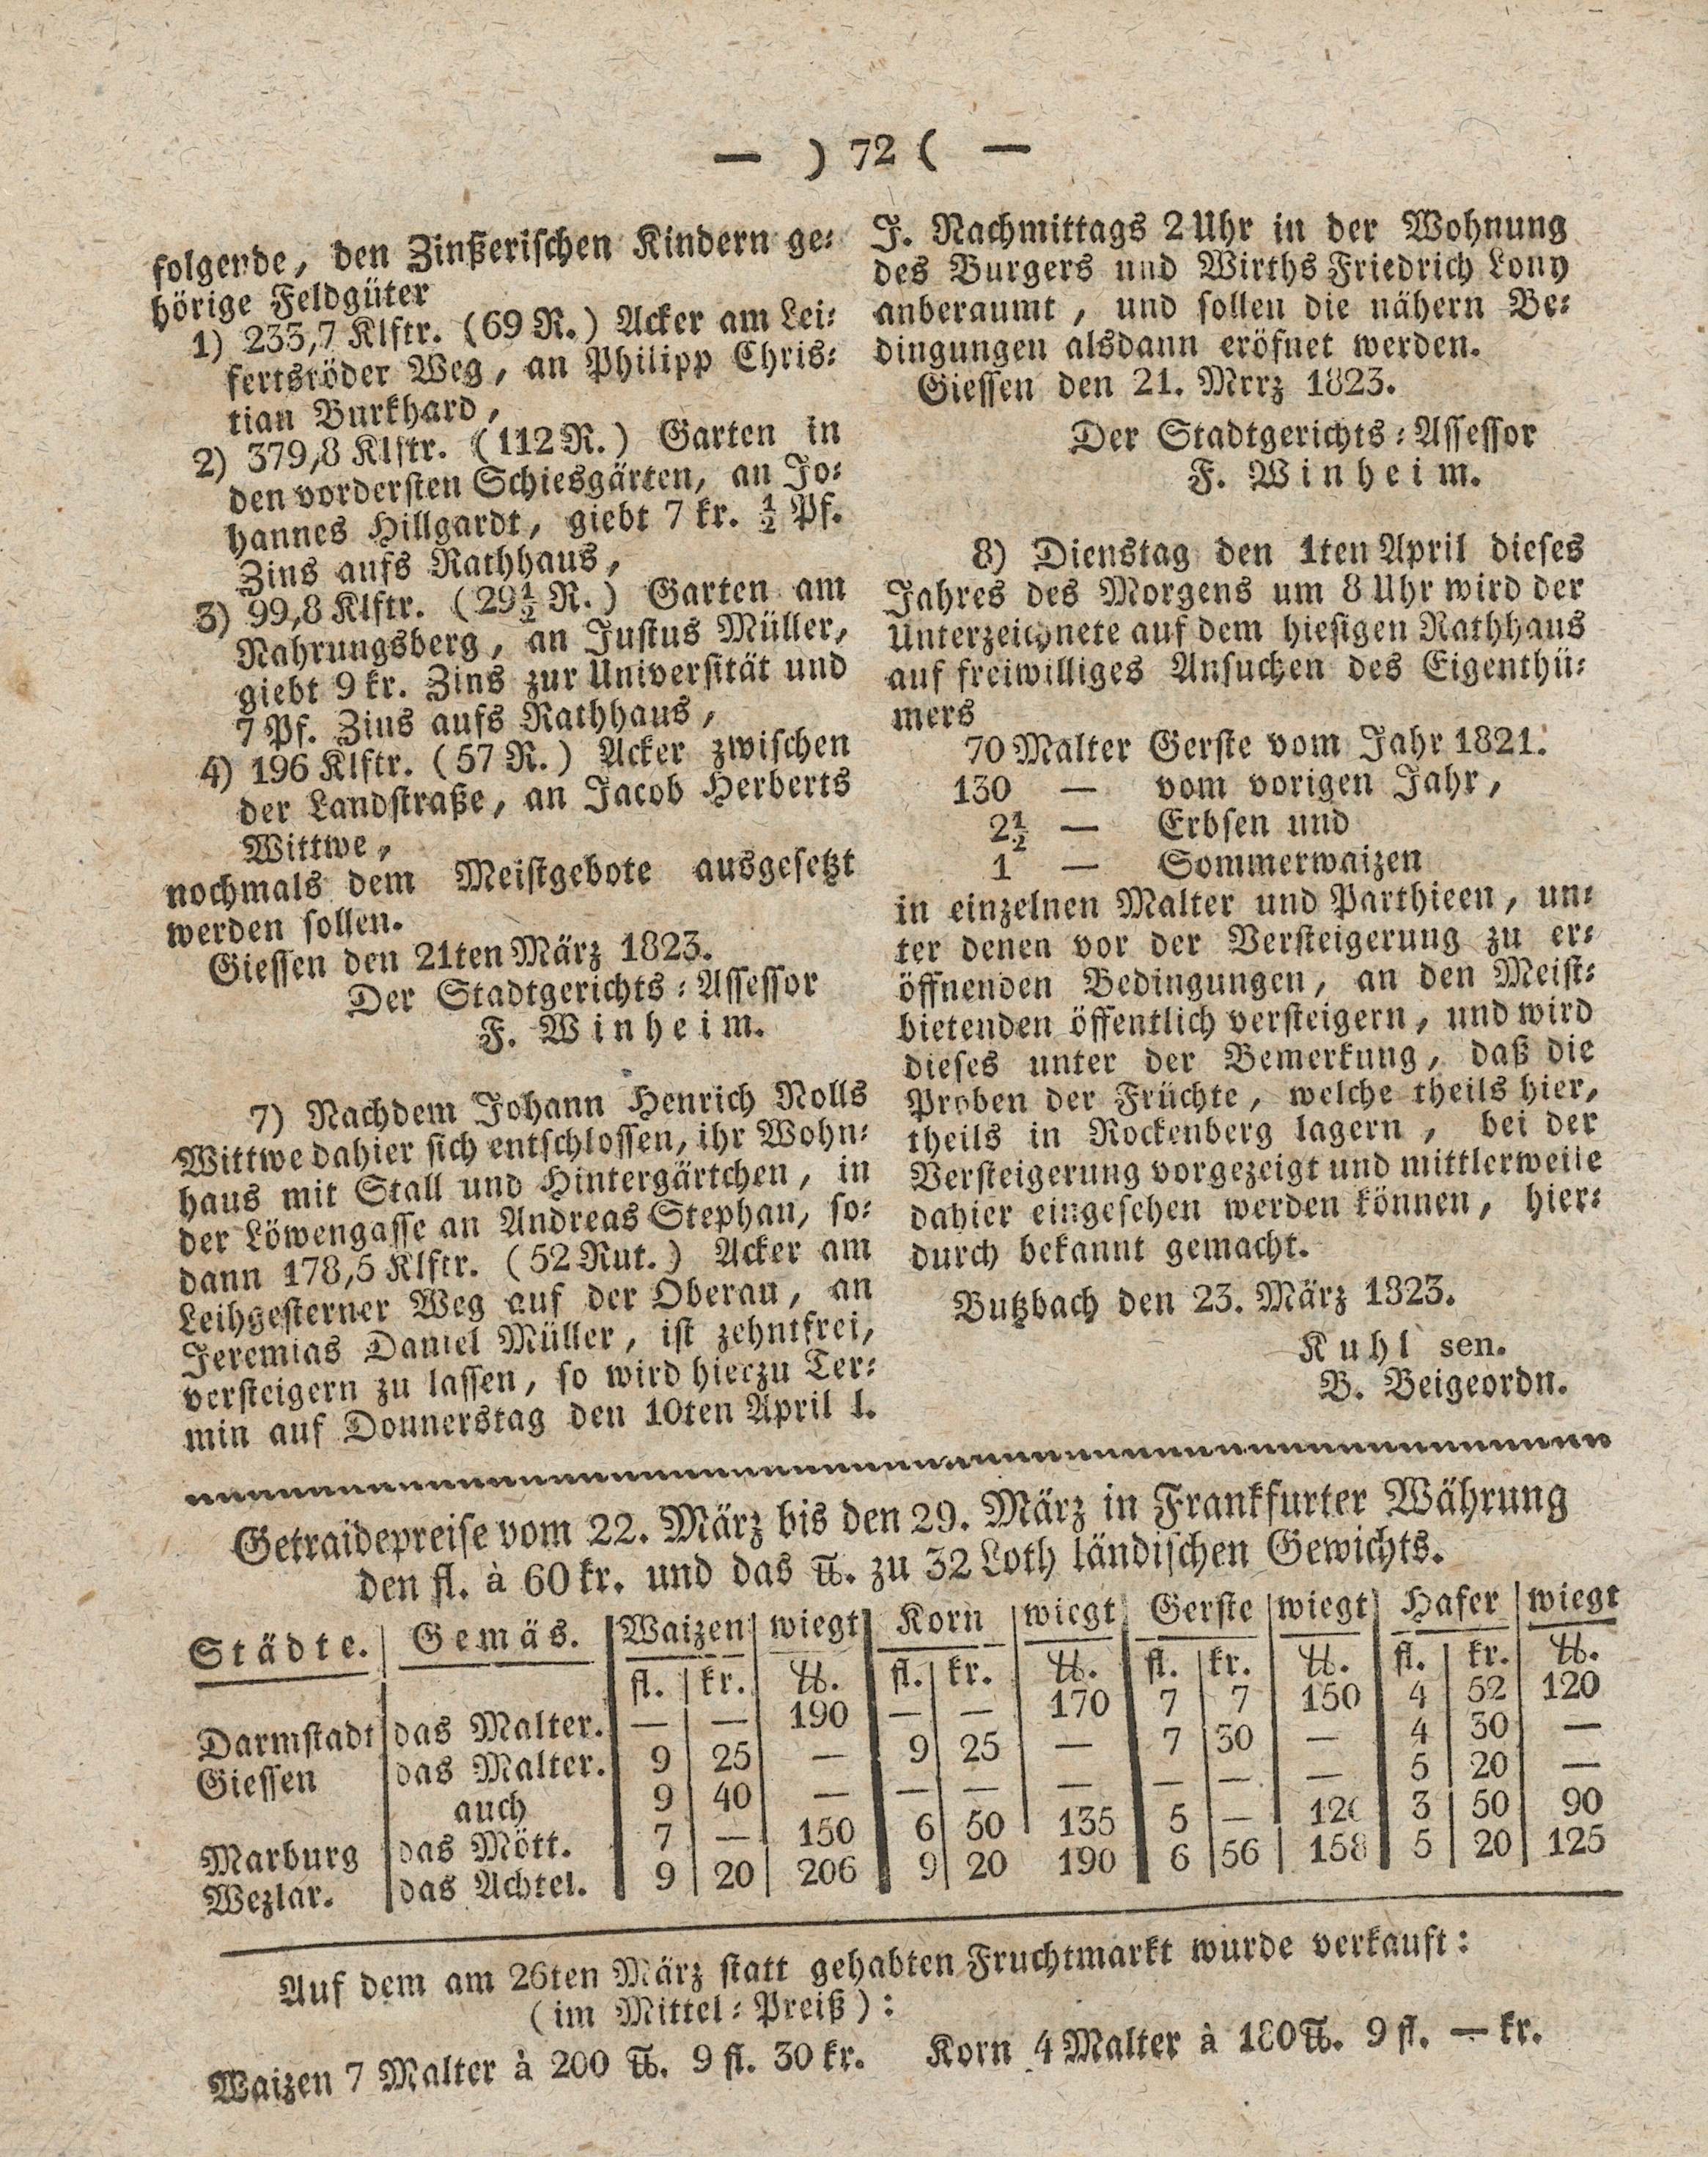 — ) 72 ( —
folgende, den Zinßerischen Kindern ge-
hörige Feldgüter
1) 233,7 Klftr. (69 R.) Acker am Lei-
fertsröder Weg, an Philipp Chris-
tian Burkhard,
2) 379,8 Klftr. (112 R.) Garten in
den vordersten Schiesgärten, an Jo-
hannes Hillgardt, giebt 7 kr. ½ Pf.
Zins aufs Rathhaus,
3) 99,8 Klftr. (29½ R.) Garten am
Nahrungsberg, an Justus Müller,
giebt 9 kr. Zins zur Universität und
7 Pf. Zins aufs Rathhaus,
4) 196 Klftr. (57 R.) Acker zwischen
der Landstraße, an Jacob Herberts
Wittwe,
nochmals dem Meistgebote ausgesetzt
werden sollen.
Giessen den 21ten März 1823.
Der Stadtgerichts-Assessor
F. Winheim.
7) Nachdem Johann Henrich Nolls
Wittwe dahier sich entschlossen, ihr Wohn-
haus mit Stall und Hintergärtchen, in
der Löwengasse an Andreas Stephan, so-
dann 178,5 Klftr. (52 Rut.) Acker am
Leihgesterner Weg auf der Oberau, an
Jeremias Daniel Müller, ist zehntfrei,
versteigern zu lassen, so wird hierzu Ter-
min auf Donnerstag den 10ten April l.
J. Nachmittags 2 Uhr in der Wohnung
des Burgers und Wirths Friedrich Lony
anberaumt, und sollen die nähern Be-
dingungen alsdann eröfnet werden.
Giessen den 21. Mrrz 1823.
Der Stadtgerichts-Assessor
F. Winheim.
8) Dienstag den 1ten April dieses
Jahres des Morgens um 8 Uhr wird der
Unterzeichnete auf dem hiesigen Rathhaus
auf freiwilliges Ansuchen des Eigenthü-
mers
70 Malter Gerste vom Jahr 1821.
130 — vom vorigen Jahr,
2½ — Erbsen und
1 — Sommerwaizen
in einzelnen Malter und Parthieen, un-
ter denen vor der Versteigerung zu er-
öffnenden Bedingungen, an den Meist-
bietenden öffentlich versteigern, und wird
dieses unter der Bemerkung, daß die
Proben der Früchte, welche theils hier,
theils in Rockenberg lagern, bei der
Versteigerung vorgezeigt und mittlerweile
dahier eingesehen werden können, hier-
durch bekannt gemacht.
Butzbach den 23. März 1823.
Kuhl sen.
B. Beigeordn.
Getraidepreise vom 22. März bis den 29. März in Frankfurter Währung
den fl. à 60 kr. und das ℔. zu 32 Loth ländischen Gewichts.
Städte. Gemäs. Waizen wiegt Korn wiegt Gerste wiegt Hafer wiegt
fl. kr. ℔. fl. kr. ℔. fl. kr. ℔. fl. kr. ℔.
Darmstadt das Malter. — — 190 — — 170 7 7 150 4 52 120
Giessen das Malter. 9 25 — 9 25 — 7 30 — 4 30 —
auch 9 40 — — — — — — — 5 20 —
Marburg das Mött. 7 — 150 6 50 135 5 — 120 3 50 90
Wezlar. das Achtel. 9 20 206 9 20 190 6 56 158 5 20 125
Auf dem am 26ten März statt gehabten Fruchtmarkt wurde verkauft:
(im Mittel-Preiß):
Waizen 7 Malter à 200 ℔. 9 fl. 30 kr. Korn 4 Malter à 180 ℔. 9 fl. — kr.